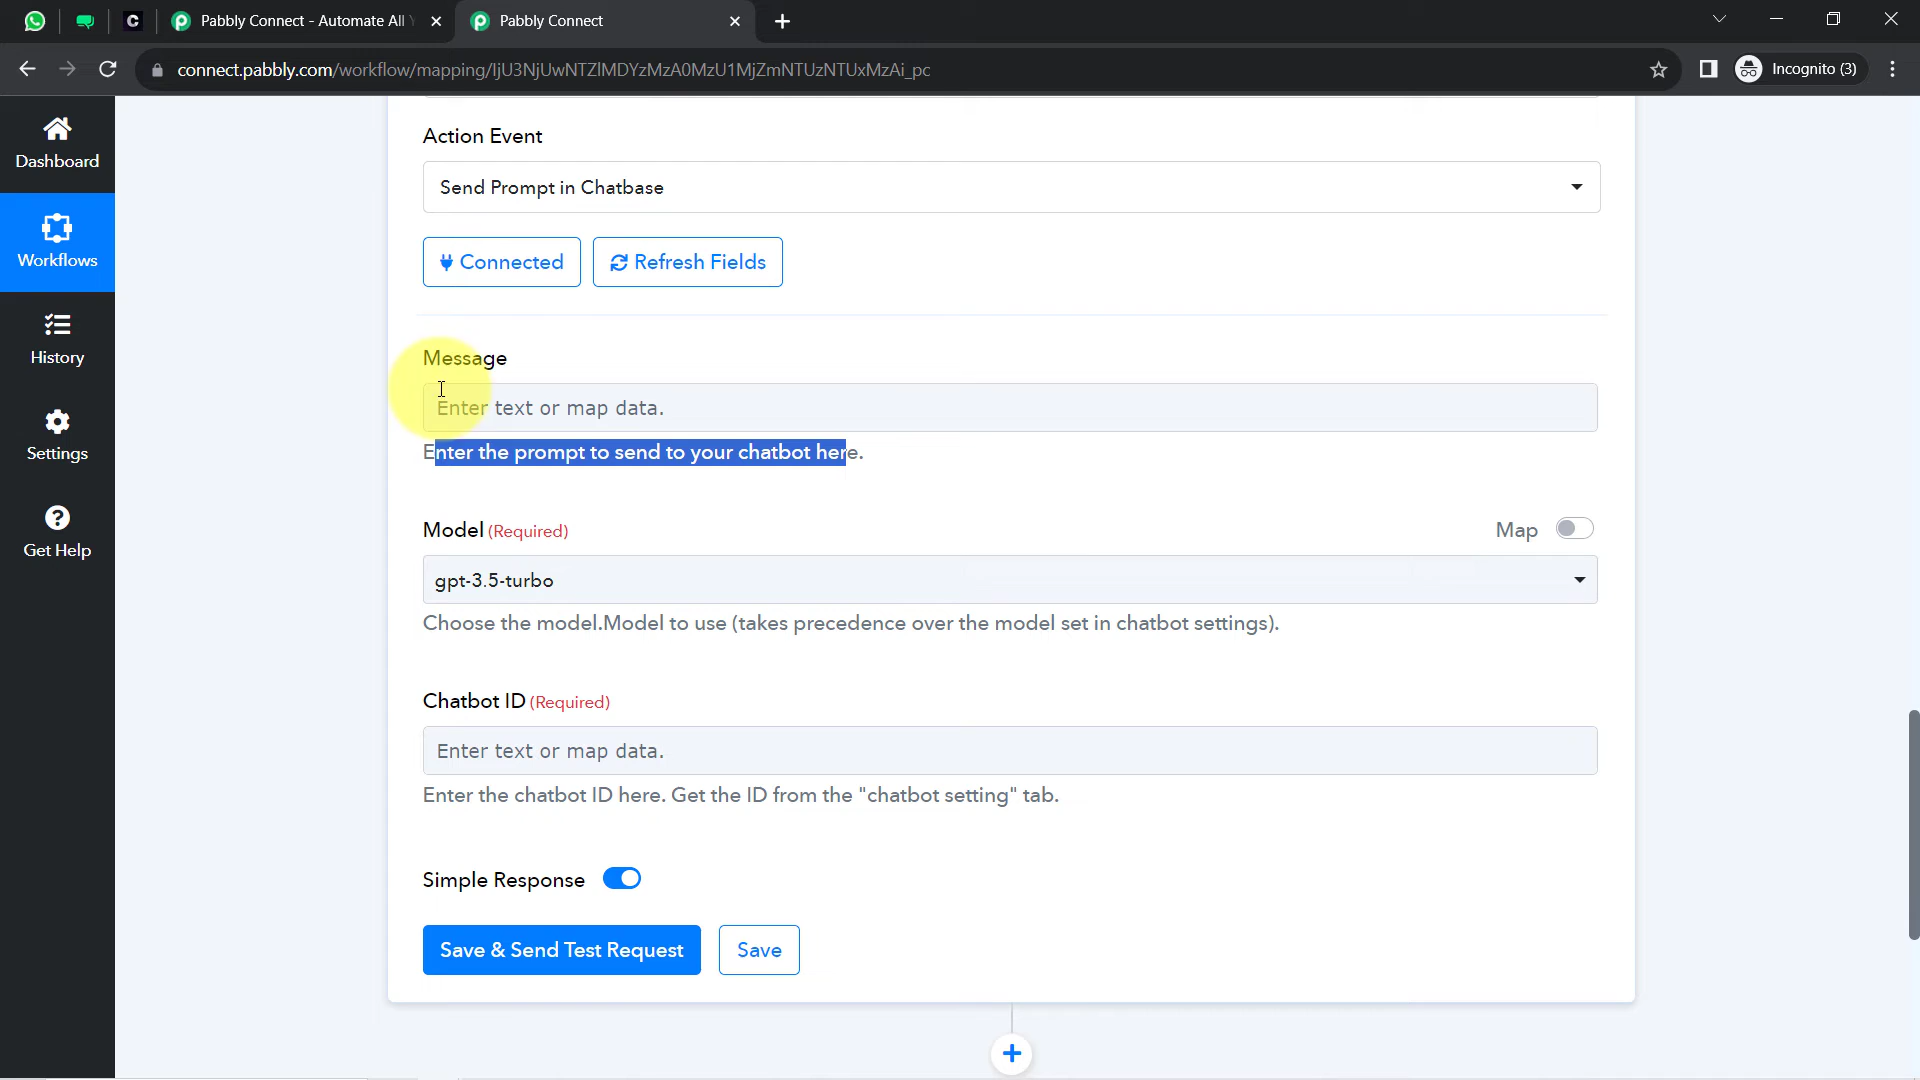 Pabbly Connect - Automate All
Pabbly Connect
connect.pabbly.com/workflow/mapping/IjU3NjUwNTZlMDYzMzA0MzU1MjZmNTUzNTUxMzAi_pc
Incognito (3)
Dashboard
Workflows
History
Settings
Get Help
Action Event
Send Prompt in Chatbase
Connected
Refresh Fields
Message
Enter text or map data.
Enter the prompt to send to your chatbot here.
Model (Required)
Map
gpt-3.5-turbo
Choose the model.Model to use (takes precedence over the model set in chatbot settings).
Chatbot ID (Required)
Enter text or map data.
Enter the chatbot ID here. Get the ID from the "chatbot setting" tab.
Simple Response
Save & Send Test Request
Save